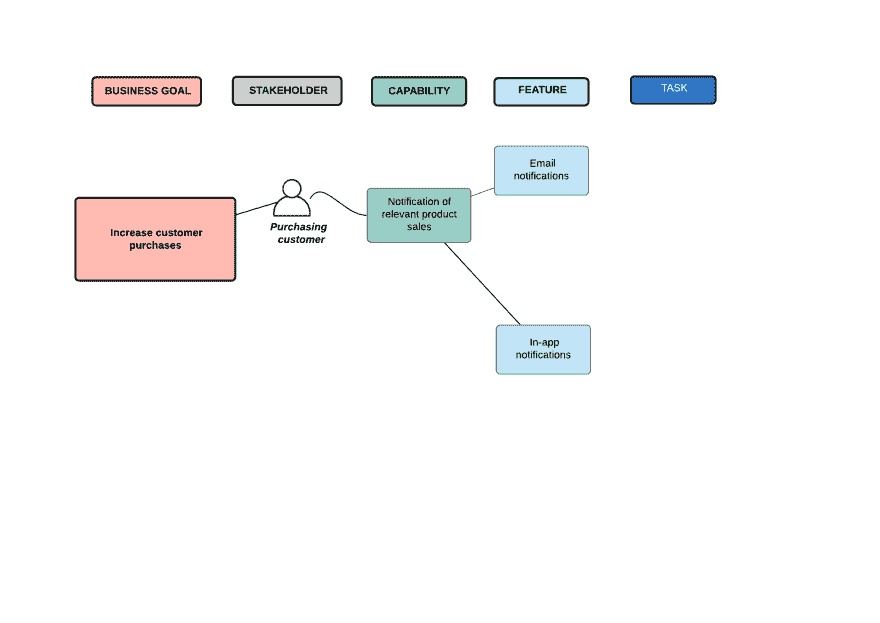 BUSINESS GOAL
STAKEHOLDER
CAPABILITY
FEATURE
TASK
Increase customer
purchases
Purchasing
customer
Notification of
relevant product
sales
Email
notifications
In-app
notifications